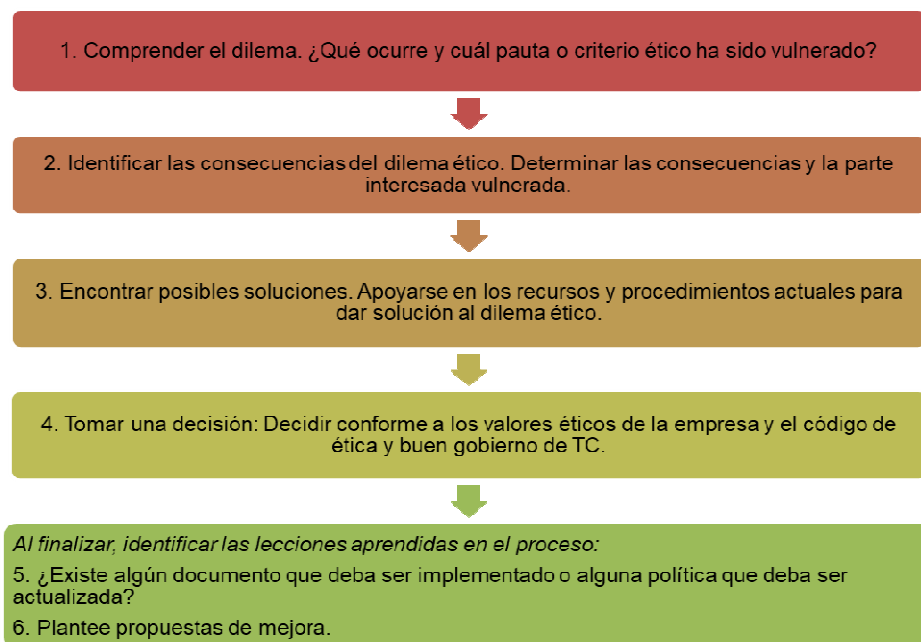 1. Comprender el dilema. ¿Qué ocurre y cuál pauta o criterio ético ha sido vulnerado?
2. Identificar las consecuencias del dilema ético. Determinar las consecuencias y la parte
interesada vulnerada.
3. Encontrar posibles soluciones. Apoyarse en los recursos y procedimientos actuales para
dar solución al dilema ético.
4. Tomar una decisión: Decidir conforme a los valores éticos de la empresa y el código de
ética y buen gobierno de TC.
Al finalizar, identificar las lecciones aprendidas en el proceso:
5. ¿Existe algún documento que deba ser implementado o alguna política que deba ser
actualizada?
6. Plantee propuestas de mejora.